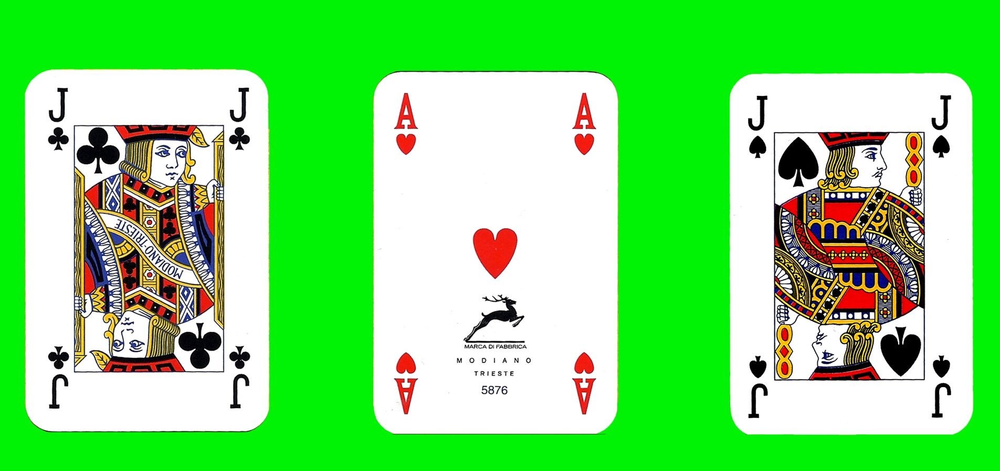 J J
MODIANO-TRIESTE
J J
A A
MARCA DI FABBRICA
MODIANO
TRIESTE
5876
A A
J J
J J